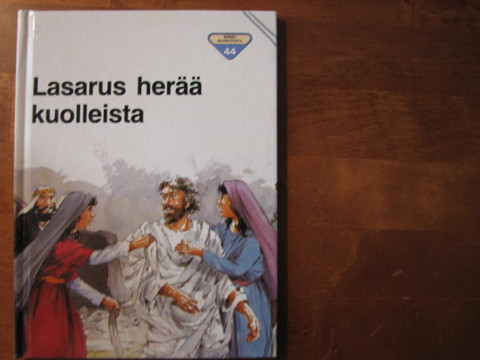 44
Lasarus herää
kuolleista